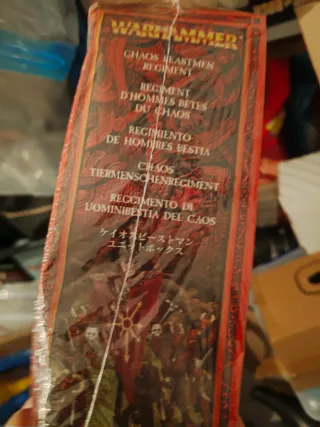 WARHAMMER
CHAOS BEASTMEN
REGIMENT
REGIMENT
D'HOMMES BÊTES
DU CHAOS
REGIMIENTO
DE HOMBRES BESTIA
CHAOS
TIERMENSCHENREGIMENT
REGGIMENTO DI
UOMINIBESTIA DEL CAOS
ケイオスビーストマン
ユニットボックス